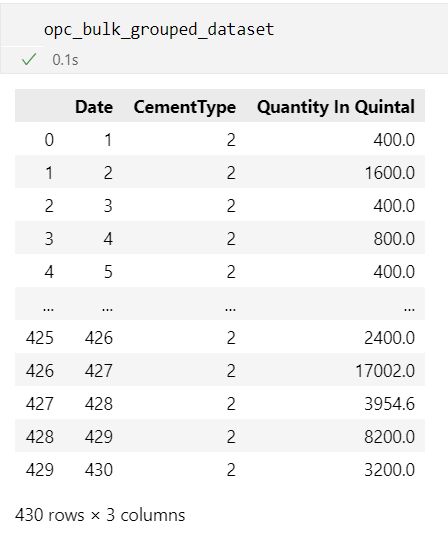 opc_bulk_grouped_dataset
0.1s
Date CementType Quantity In Quintal
0 1 2 400.0
1 2 2 1600.0
2 3 2 400.0
3 4 2 800.0
4 5 2 400.0
... ... ... ...
425 426 2 2400.0
426 427 2 17002.0
427 428 2 3954.6
428 429 2 8200.0
429 430 2 3200.0
430 rows × 3 columns